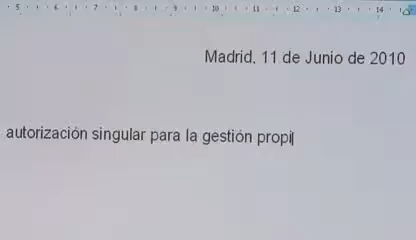 5 6 7 8 9 10 11 12 13 14
Madrid, 11 de Junio de 2010
autorización singular para la gestión propi